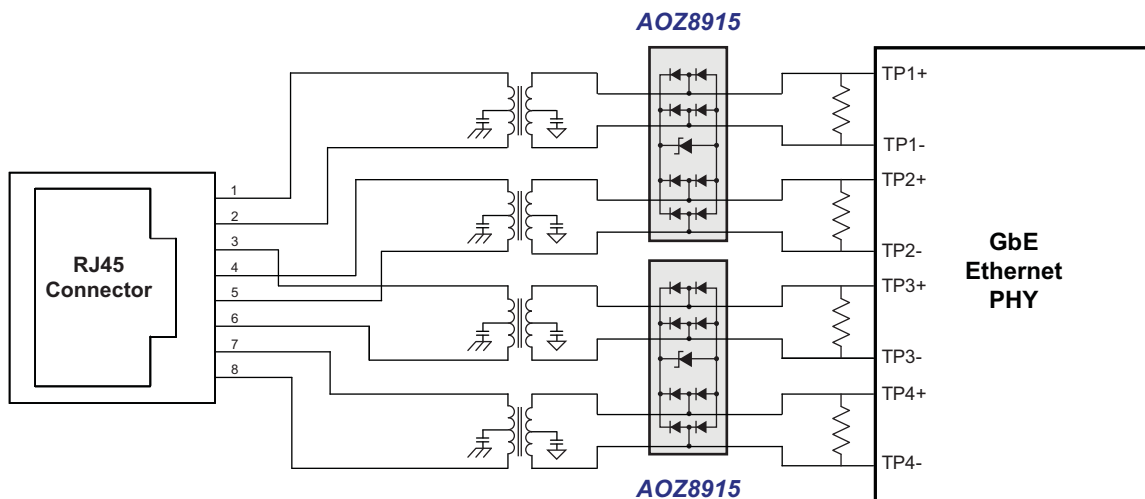 AOZ8915
TP1+
TP1-
TP2+
TP2-
TP3+
TP3-
TP4+
TP4-
GbE
Ethernet
PHY
RJ45
Connector
1
2
3
4
5
6
7
8
AOZ8915